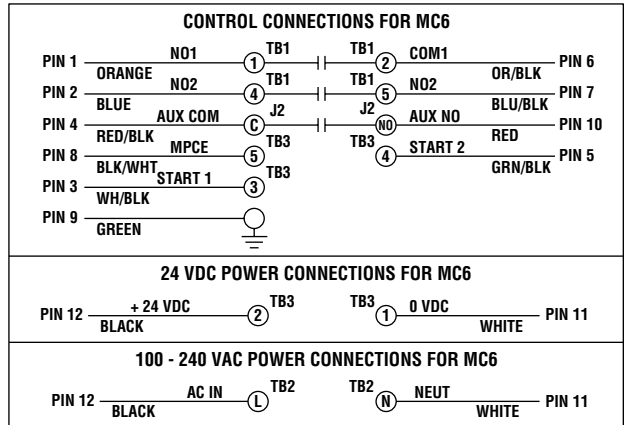 CONTROL CONNECTIONS FOR MC6
PIN 1 NO1 ORANGE 1 TB1 TB1 2 COM1 OR/BLK PIN 6
PIN 2 NO2 BLUE 4 TB1 TB1 5 NO2 BLU/BLK PIN 7
PIN 4 AUX COM RED/BLK C J2 J2 NO AUX NO RED PIN 10
PIN 8 MPCE BLK/WHT 5 TB3 TB3 4 START 2 GRN/BLK PIN 5
PIN 3 START 1 WH/BLK 3 TB3
PIN 9 GREEN
24 VDC POWER CONNECTIONS FOR MC6
PIN 12 + 24 VDC BLACK 2 TB3 TB3 1 0 VDC WHITE PIN 11
100 - 240 VAC POWER CONNECTIONS FOR MC6
PIN 12 AC IN BLACK L TB2 TB2 N NEUT WHITE PIN 11